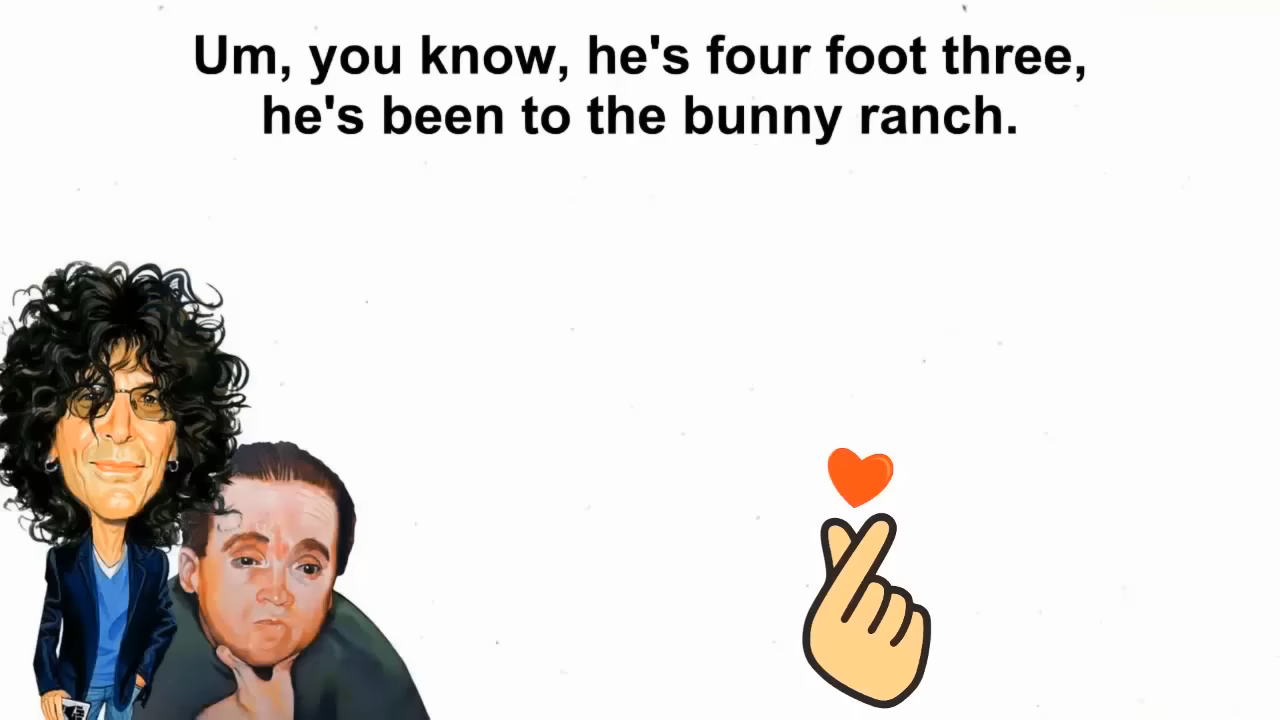 Um, you know, he's four foot three,
he's been to the bunny ranch.